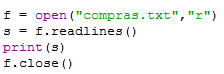 f = open("compras.txt","r")
s = f.readlines()
print(s)
f.close()